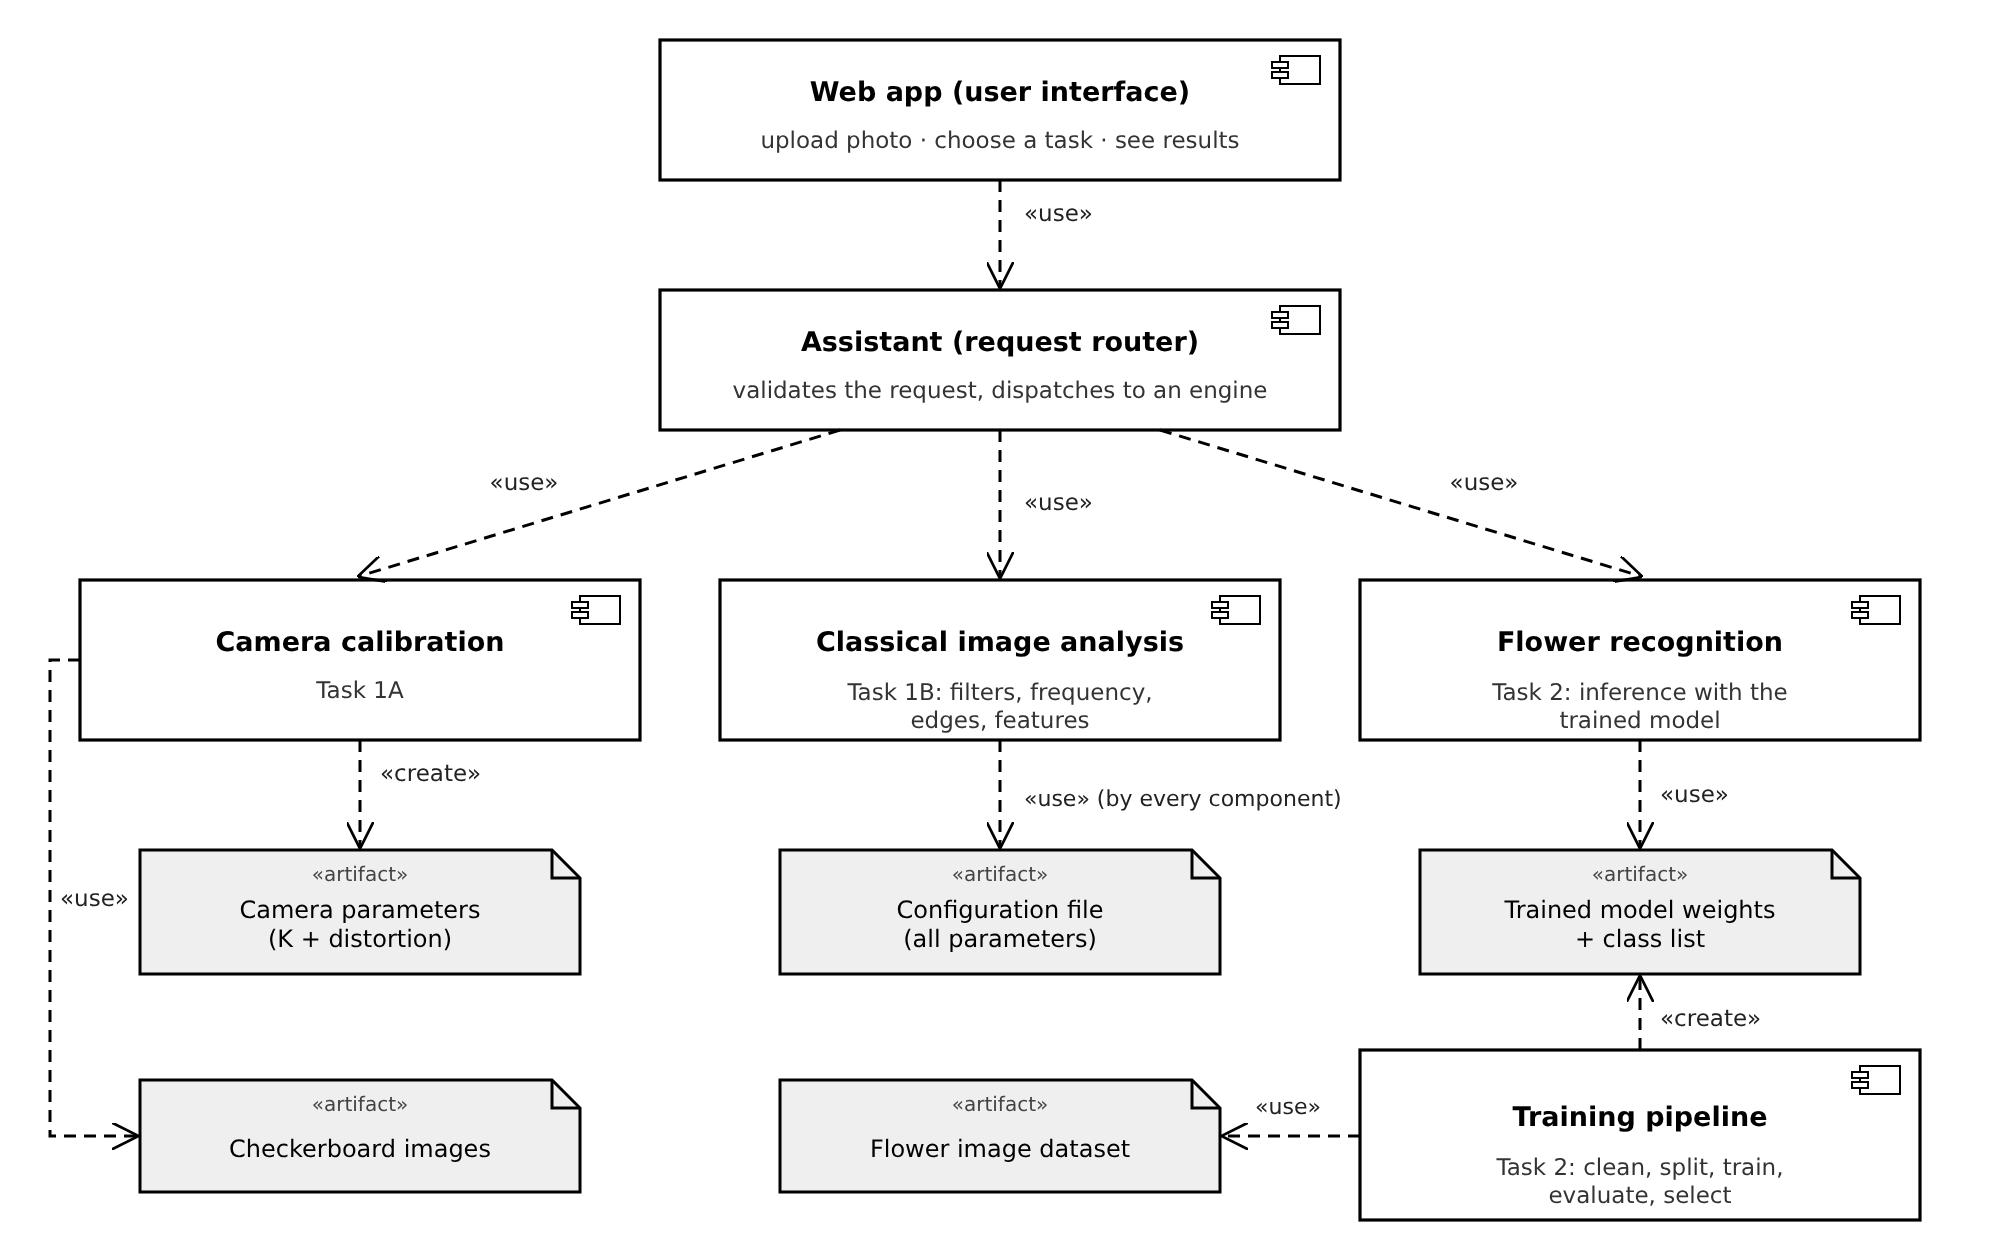 Web app (user interface)
upload photo · choose a task · see results
«use»
Assistant (request router)
validates the request, dispatches to an engine
«use»
«use»
«use»
Camera calibration
Task 1A
Classical image analysis
Task 1B: filters, frequency,
edges, features
Flower recognition
Task 2: inference with the
trained model
«create»
«use» (by every component)
«use»
«use»
«artifact»
Camera parameters
(K + distortion)
«artifact»
Configuration file
(all parameters)
«artifact»
Trained model weights
+ class list
«create»
«artifact»
Checkerboard images
«artifact»
Flower image dataset
«use»
Training pipeline
Task 2: clean, split, train,
evaluate, select